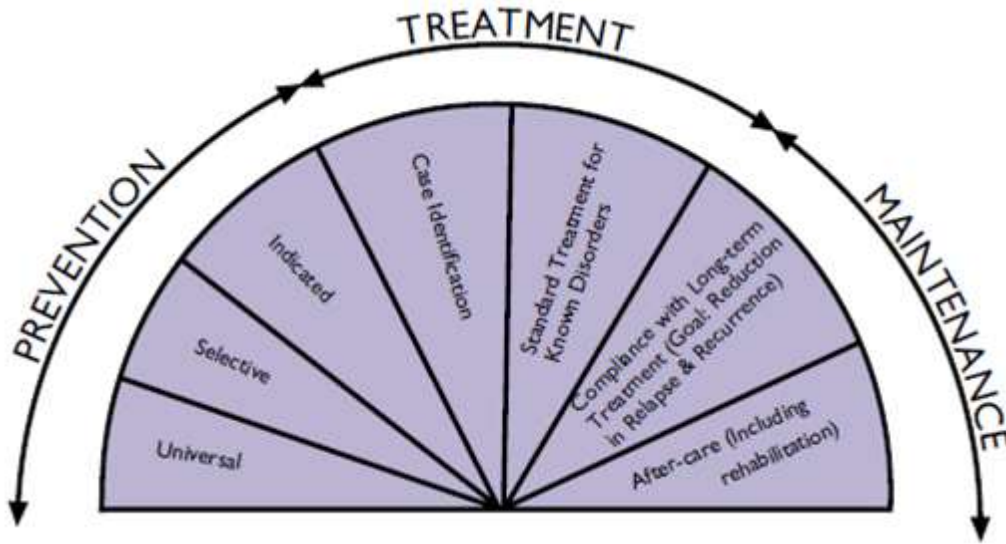 TREATMENT
PREVENTION
MAINTENANCE
Universal
Selective
Indicated
Case Identification
Standard Treatment for
Known Disorders
Compliance with Long-term
Treatment (Goal: Reduction
in Relapse & Recurrence)
After-care (Including
rehabilitation)